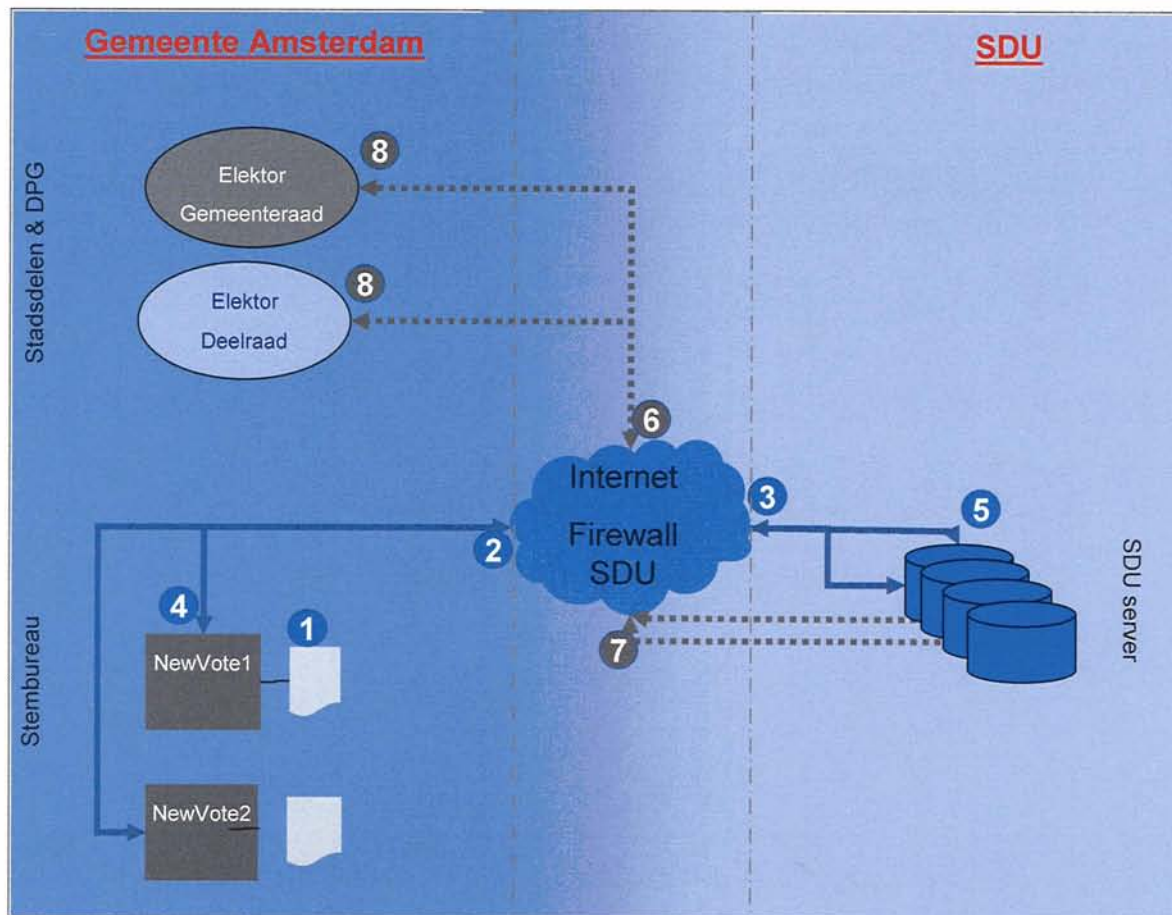 Gemeente Amsterdam
SDU
Stadsdelen & DPG
8
Elektor
Gemeenteraad
8
Elektor
Deelraad
6
Internet
Firewall
SDU
2
3
5
7
SDU server
Stembureau
4
1
NewVote1
NewVote2